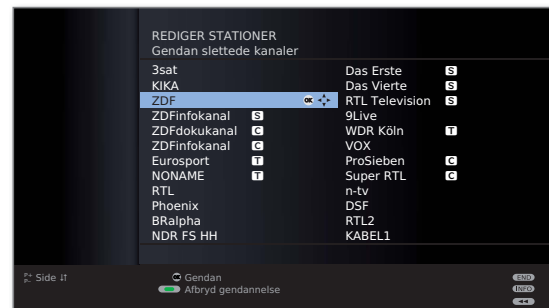 REDIGER STATIONER
Gendan slettede kanaler
3sat
KIKA
ZDF OK
ZDFinfokanal S
ZDFdokukanal C
ZDFinfokanal C
Eurosport T
NONAME T
RTL
Phoenix
BRalpha
NDR FS HH
Das Erste S
Das Vierte S
RTL Television S
9Live
WDR Köln T
VOX
ProSieben C
Super RTL C
n-tv
DSF
RTL2
KABEL1
P+ P- Side
OK Gendan
Afbryd gendannelse
END
INFO